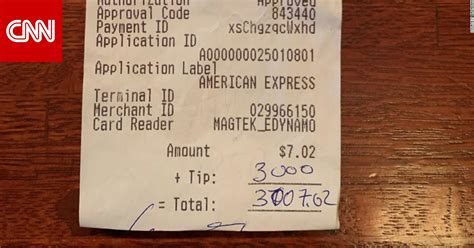 CNN
Authorization Approved
Approval Code 843440
Payment ID xsChgzqcWxhd
Application ID
A000000025010801
Application Label
AMERICAN EXPRESS
Terminal ID
Merchant ID 029966150
Card Reader MAGTEK_EDYNAMO
Amount $7.02
+ Tip: 3000
= Total: 3007.02